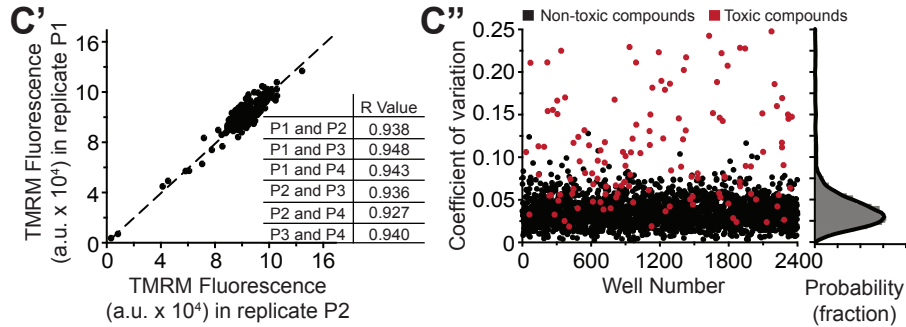 C'
TMRM Fluorescence
(a.u. x 10⁴) in replicate P1
16
10
8
4
0
0 4 8 10 16
TMRM Fluorescence
(a.u. x 10⁴) in replicate P2
R Value
P1 and P2 0.938
P1 and P3 0.948
P1 and P4 0.943
P2 and P3 0.936
P2 and P4 0.927
P3 and P4 0.940
C"
Non-toxic compounds Toxic compounds
Coefficient of variation
0.25
0.20
0.15
0.10
0.05
0
0 600 1200 1800 2400
Well Number
Probability
(fraction)